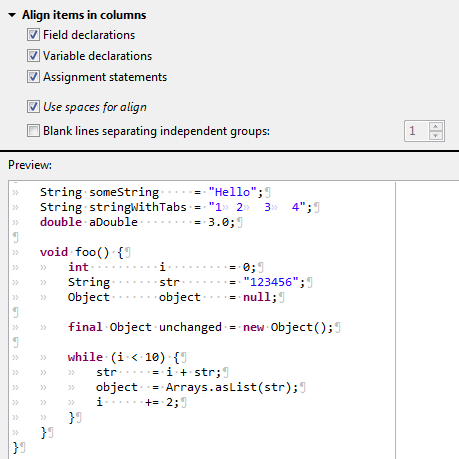 Align items in columns
Field declarations
Variable declarations
Assignment statements
Use spaces for align
Blank lines separating independent groups: 1
Preview:
¶
»   String·someString·····=·"Hello";¶
»   String·stringWithTabs·=·"1»  2»   3»   4";¶
»   double·aDouble········=·3.0;¶
¶
»   void·foo()·{¶
»   »   int··········i·········=·0;¶
»   »   String·······str·······=·"123456";¶
»   »   Object·······object····=·null;¶
¶
»   »   final·Object·unchanged·=·new·Object();¶
¶
»   »   while·(i·<·10)·{¶
»   »   »   str·····=·i·+·str;¶
»   »   »   object··=·Arrays.asList(str);¶
»   »   »   i······+=·2;¶
»   »   }¶
»   }¶
}¶